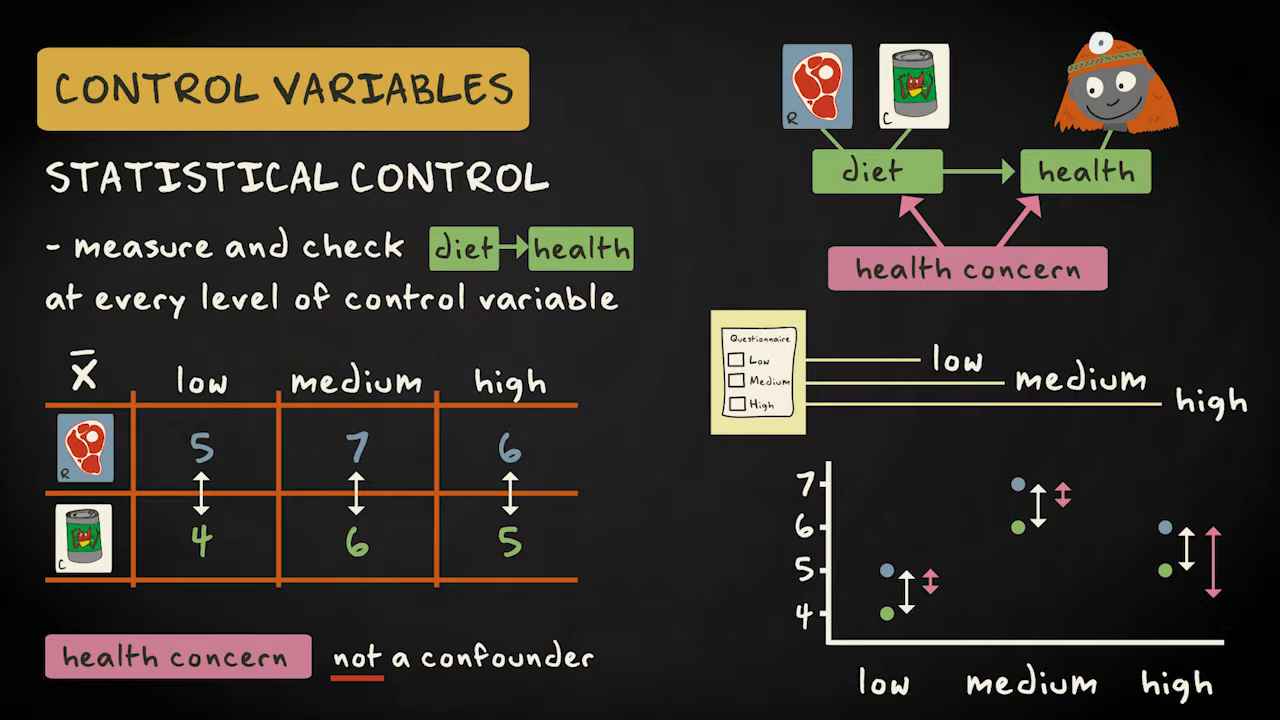 CONTROL VARIABLES
STATISTICAL CONTROL
- measure and check diet health
at every level of control variable
x̄ low medium high
R 5 7 6
C 4 6 5
health concern not a confounder
R C
diet health
health concern
Questionnaire
Low
Medium
High
low
medium
high
7
6
5
4
low medium high